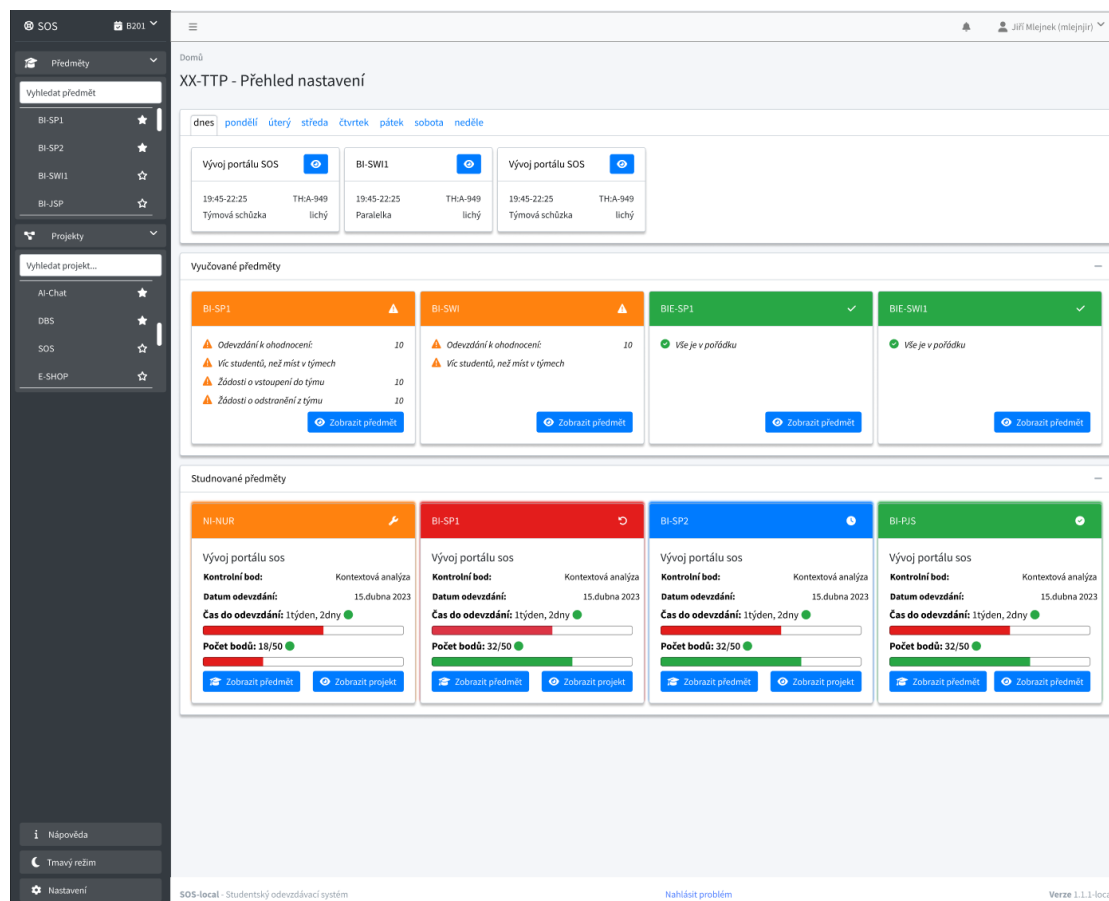 SOS B201
Předměty
Vyhledat předmět
BI-SP1
BI-SP2
BI-SWI1
BI-JSP
Projekty
Vyhledat projekt...
AI-Chat
DBS
SOS
E-SHOP
i Nápověda
Tmavý režim
Nastavení
Jiří Mlejnek (mlejnjir)
Domů
XX-TTP - Přehled nastavení
dnes pondělí úterý středa čtvrtek pátek sobota neděle
Vývoj portálu SOS
19:45-22:25 TH:A-949
Týmová schůzka lichý
BI-SWI1
19:45-22:25 TH:A-949
Paralelka lichý
Vývoj portálu SOS
19:45-22:25 TH:A-949
Týmová schůzka lichý
Vyučované předměty
BI-SP1
Odevzdání k ohodnocení: 10
Víc studentů, než míst v týmech
Žádosti o vstoupení do týmu 10
Žádosti o odstranění z týmu 10
Zobrazit předmět
BI-SWI
Odevzdání k ohodnocení: 10
Víc studentů, než míst v týmech
Zobrazit předmět
BIE-SP1
Vše je v pořádku
Zobrazit předmět
BIE-SWI1
Vše je v pořádku
Zobrazit předmět
Studnované předměty
NI-NUR
Vývoj portálu sos
Kontrolní bod: Kontextová analýza
Datum odevzdání: 15.dubna 2023
Čas do odevzdání: 1týden, 2dny
Počet bodů: 18/50
Zobrazit předmět Zobrazit projekt
BI-SP1
Vývoj portálu sos
Kontrolní bod: Kontextová analýza
Datum odevzdání: 15.dubna 2023
Čas do odevzdání: 1týden, 2dny
Počet bodů: 32/50
Zobrazit předmět Zobrazit projekt
BI-SP2
Vývoj portálu sos
Kontrolní bod: Kontextová analýza
Datum odevzdání: 15.dubna 2023
Čas do odevzdání: 1týden, 2dny
Počet bodů: 32/50
Zobrazit předmět Zobrazit projekt
BI-PJS
Vývoj portálu sos
Kontrolní bod: Kontextová analýza
Datum odevzdání: 15.dubna 2023
Čas do odevzdání: 1týden, 2dny
Počet bodů: 32/50
Zobrazit předmět Zobrazit projekt
SOS-local - Studentský odevzdávací systém Nahlásit problém Verze 1.1.1-loca